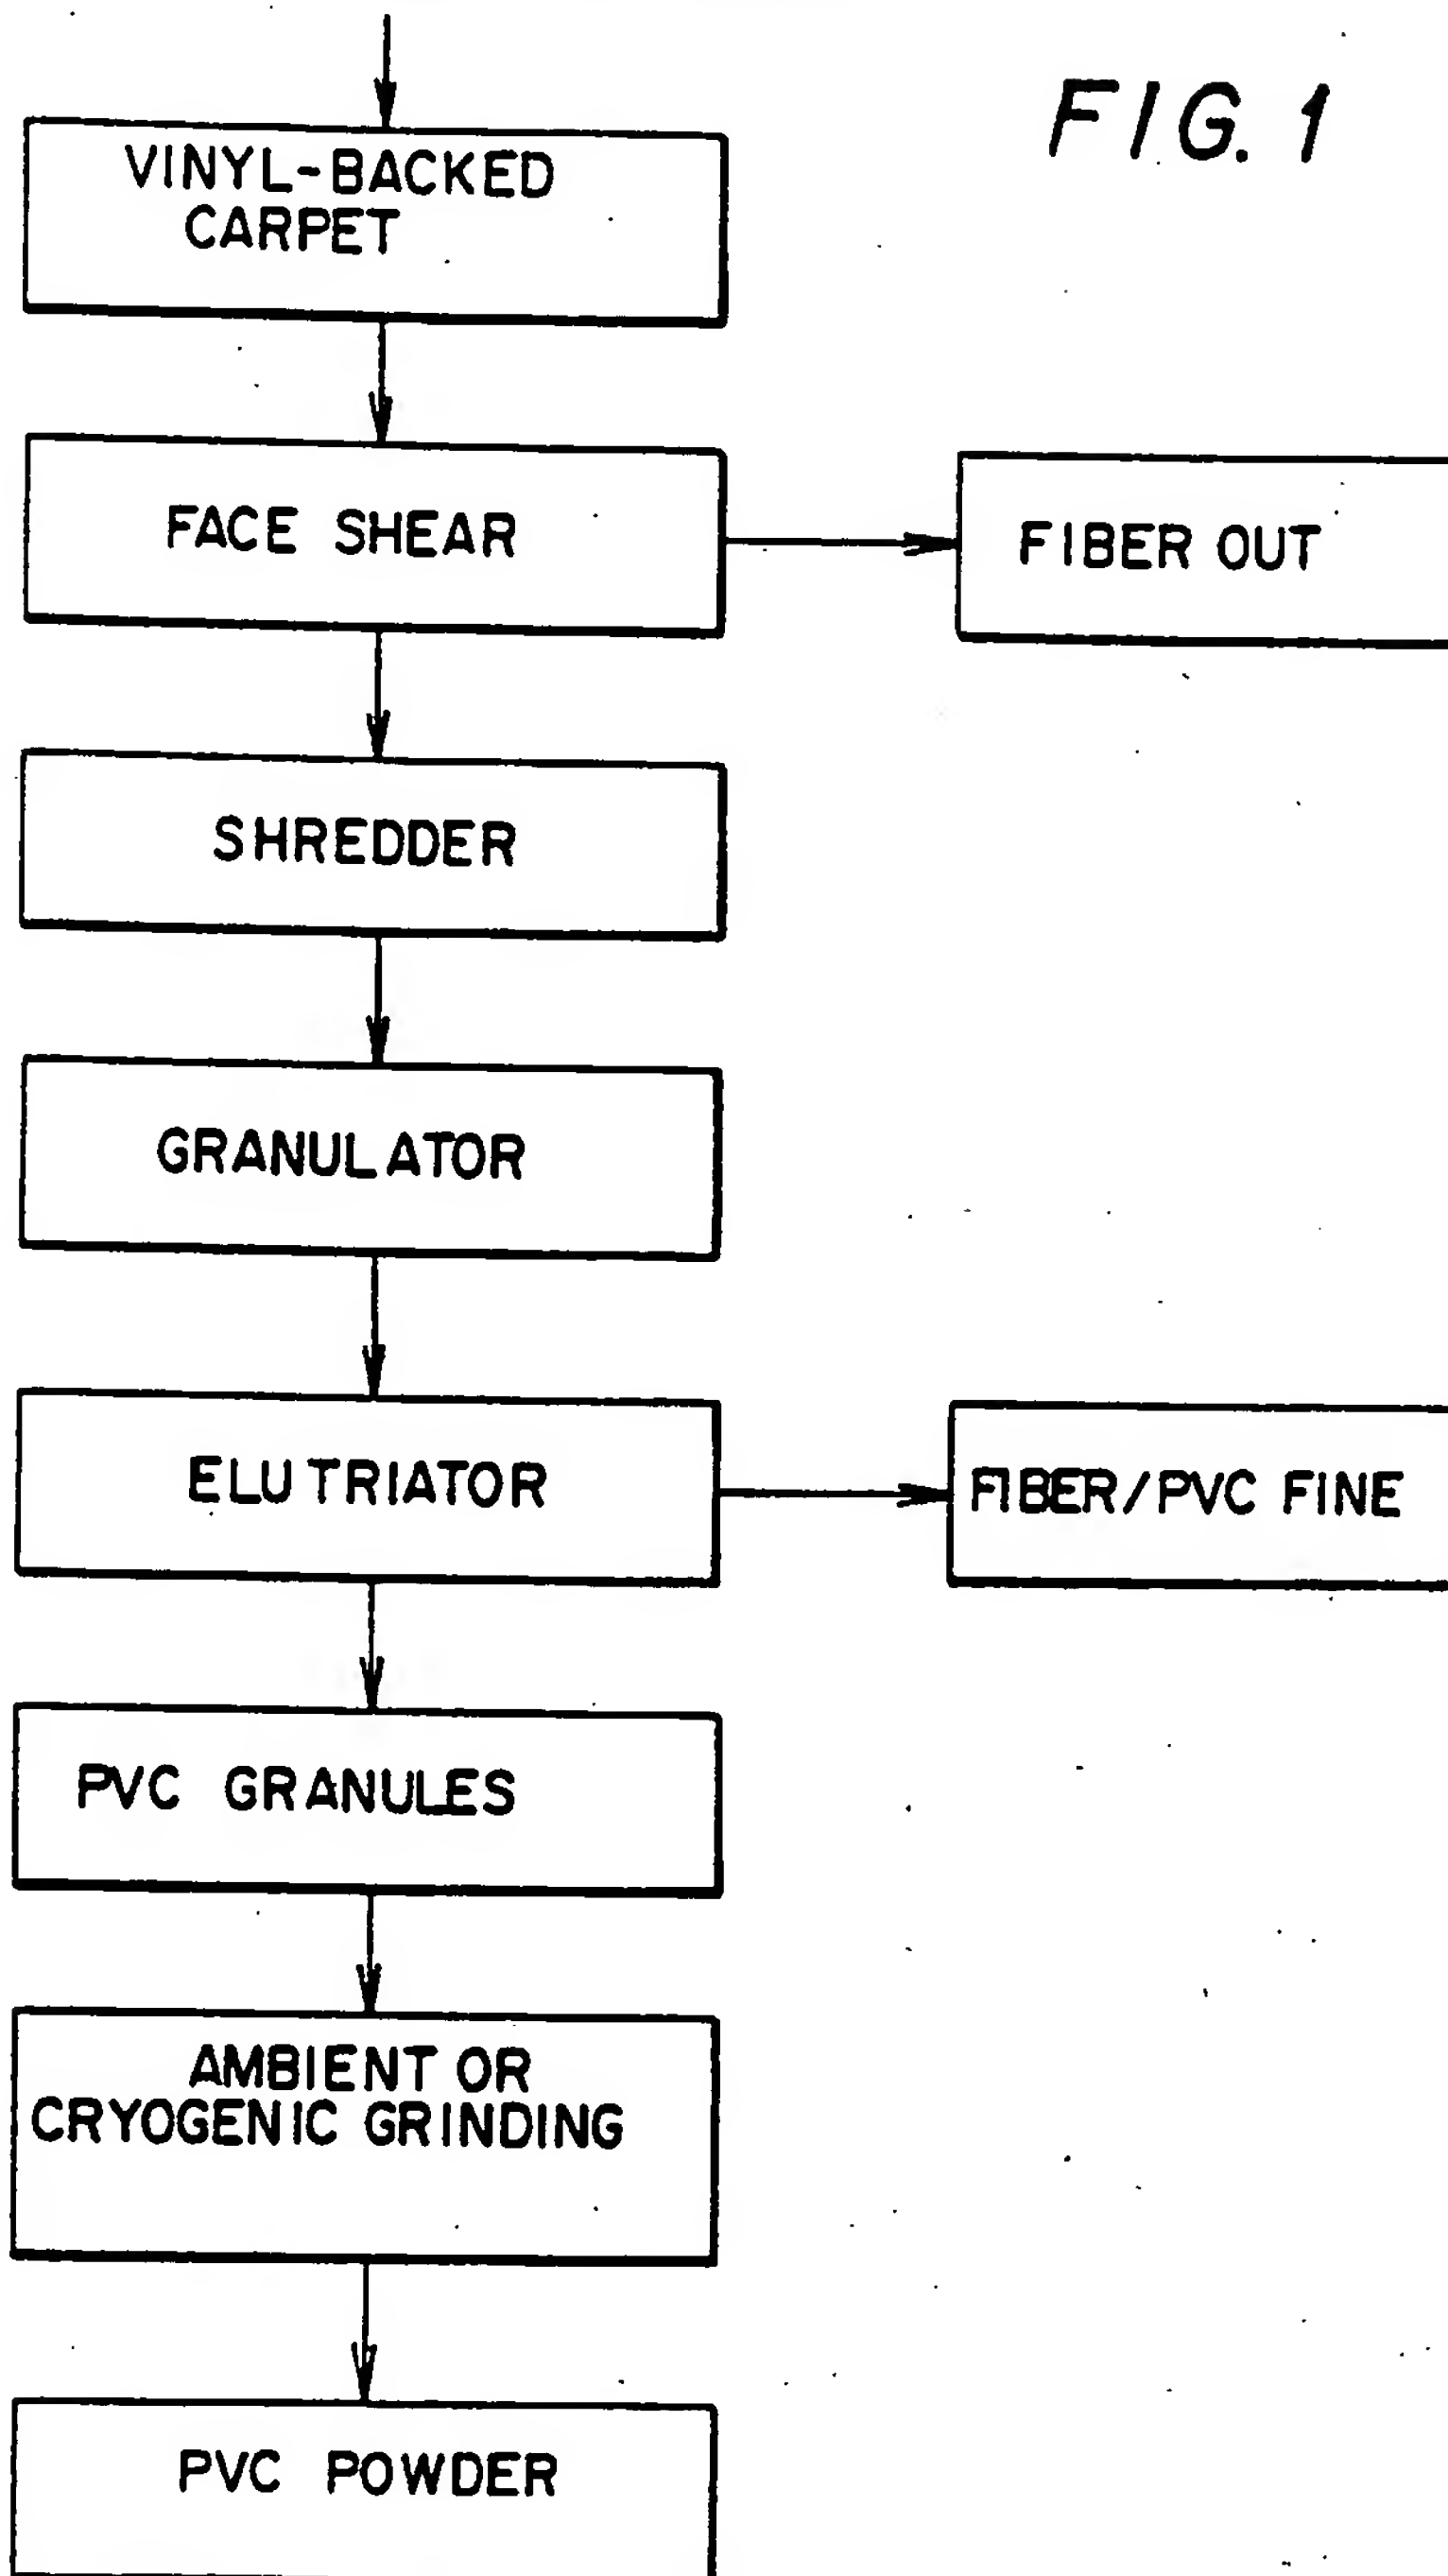 FIG. 1
VINYL-BACKED
CARPET
FACE SHEAR
FIBER OUT
SHREDDER
GRANULATOR
ELUTRIATOR
FIBER/PVC FINE
PVC GRANULES
AMBIENT OR
CRYOGENIC GRINDING
PVC POWDER